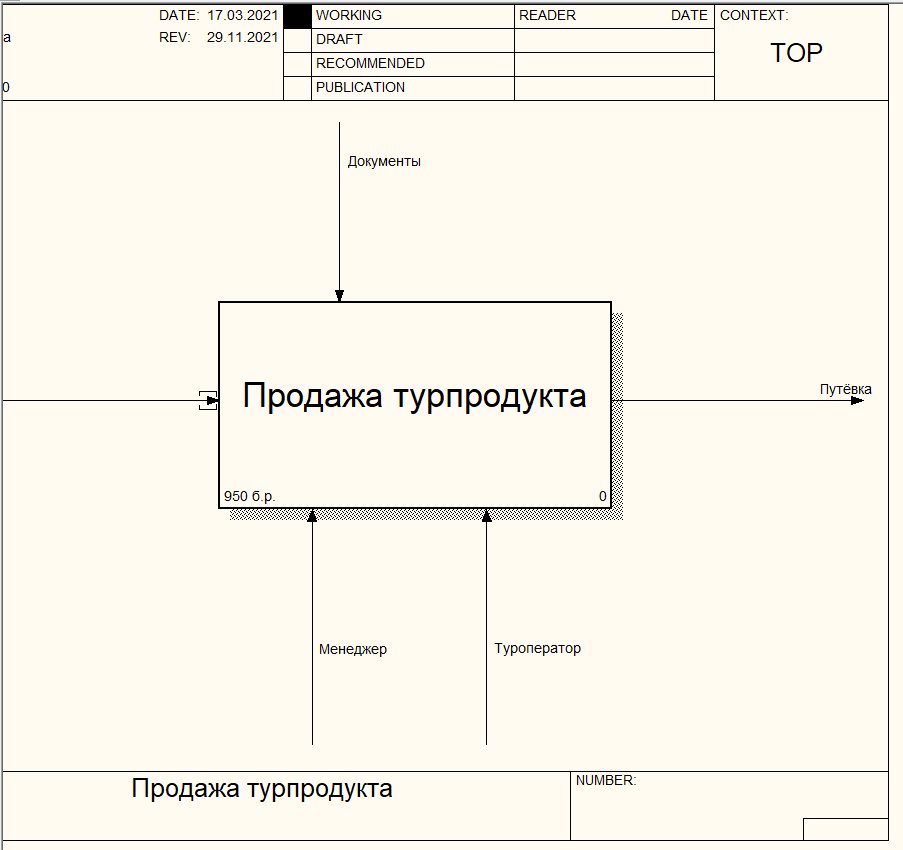 DATE: 17.03.2021 WORKING READER DATE CONTEXT:
а REV: 29.11.2021 DRAFT
TOP
RECOMMENDED
0 PUBLICATION
Документы
Путёвка
Продажа турпродукта
950 б.р. 0
Менеджер Туроператор
Продажа турпродукта NUMBER: